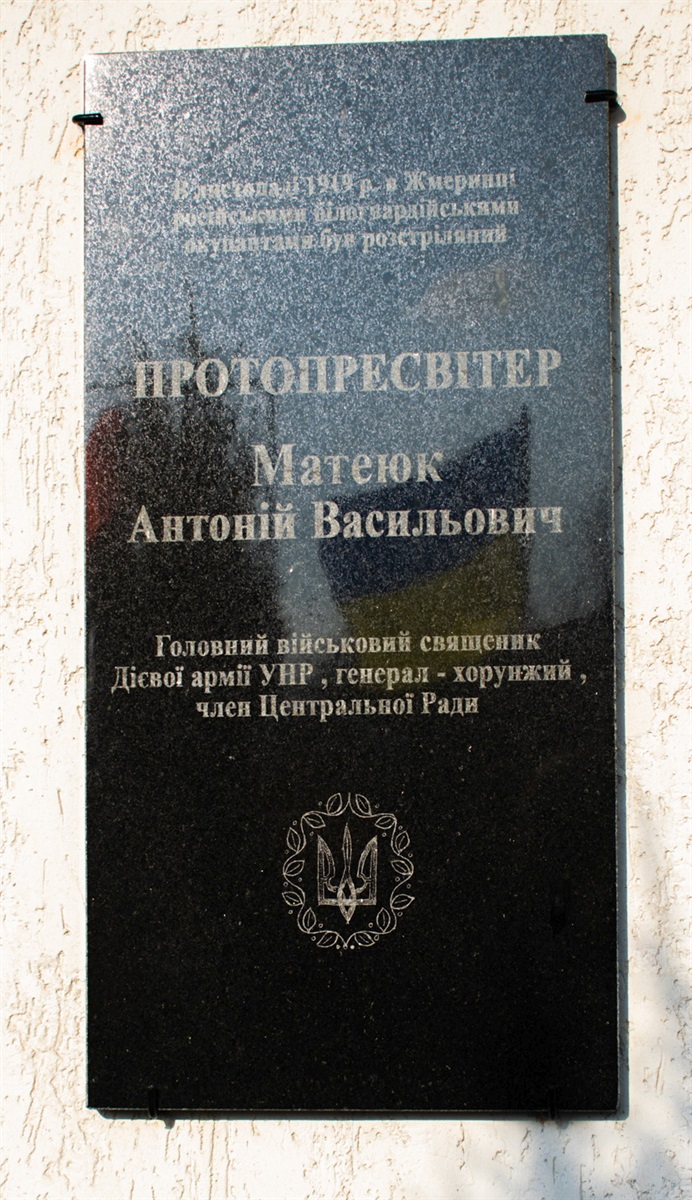 В листопаді 1919 р. в Жмеринці
російськими білогвардійськими
окупантами був розстріляний
ПРОТОПРЕСВІТЕР
Матеюк
Антоній Васильович
Головний військовий священик
Дієвої армії УНР , генерал - хорунжий ,
член Центральної Ради